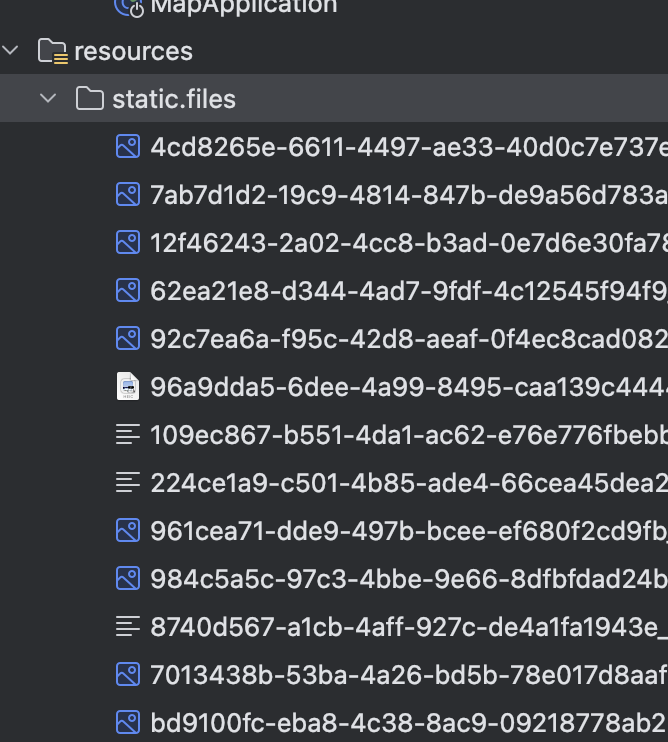 MapApplication
resources
static.files
4cd8265e-6611-4497-ae33-40d0c7e737e
7ab7d1d2-19c9-4814-847b-de9a56d783a
12f46243-2a02-4cc8-b3ad-0e7d6e30fa78
62ea21e8-d344-4ad7-9fdf-4c12545f94f9_
92c7ea6a-f95c-42d8-aeaf-0f4ec8cad082
96a9dda5-6dee-4a99-8495-caa139c444
109ec867-b551-4da1-ac62-e76e776fbebb
224ce1a9-c501-4b85-ade4-66cea45dea2
961cea71-dde9-497b-bcee-ef680f2cd9fb_
984c5a5c-97c3-4bbe-9e66-8dfbfdad24b
8740d567-a1cb-4aff-927c-de4a1fa1943e_
7013438b-53ba-4a26-bd5b-78e017d8aaf
bd9100fc-eba8-4c38-8ac9-09218778ab2